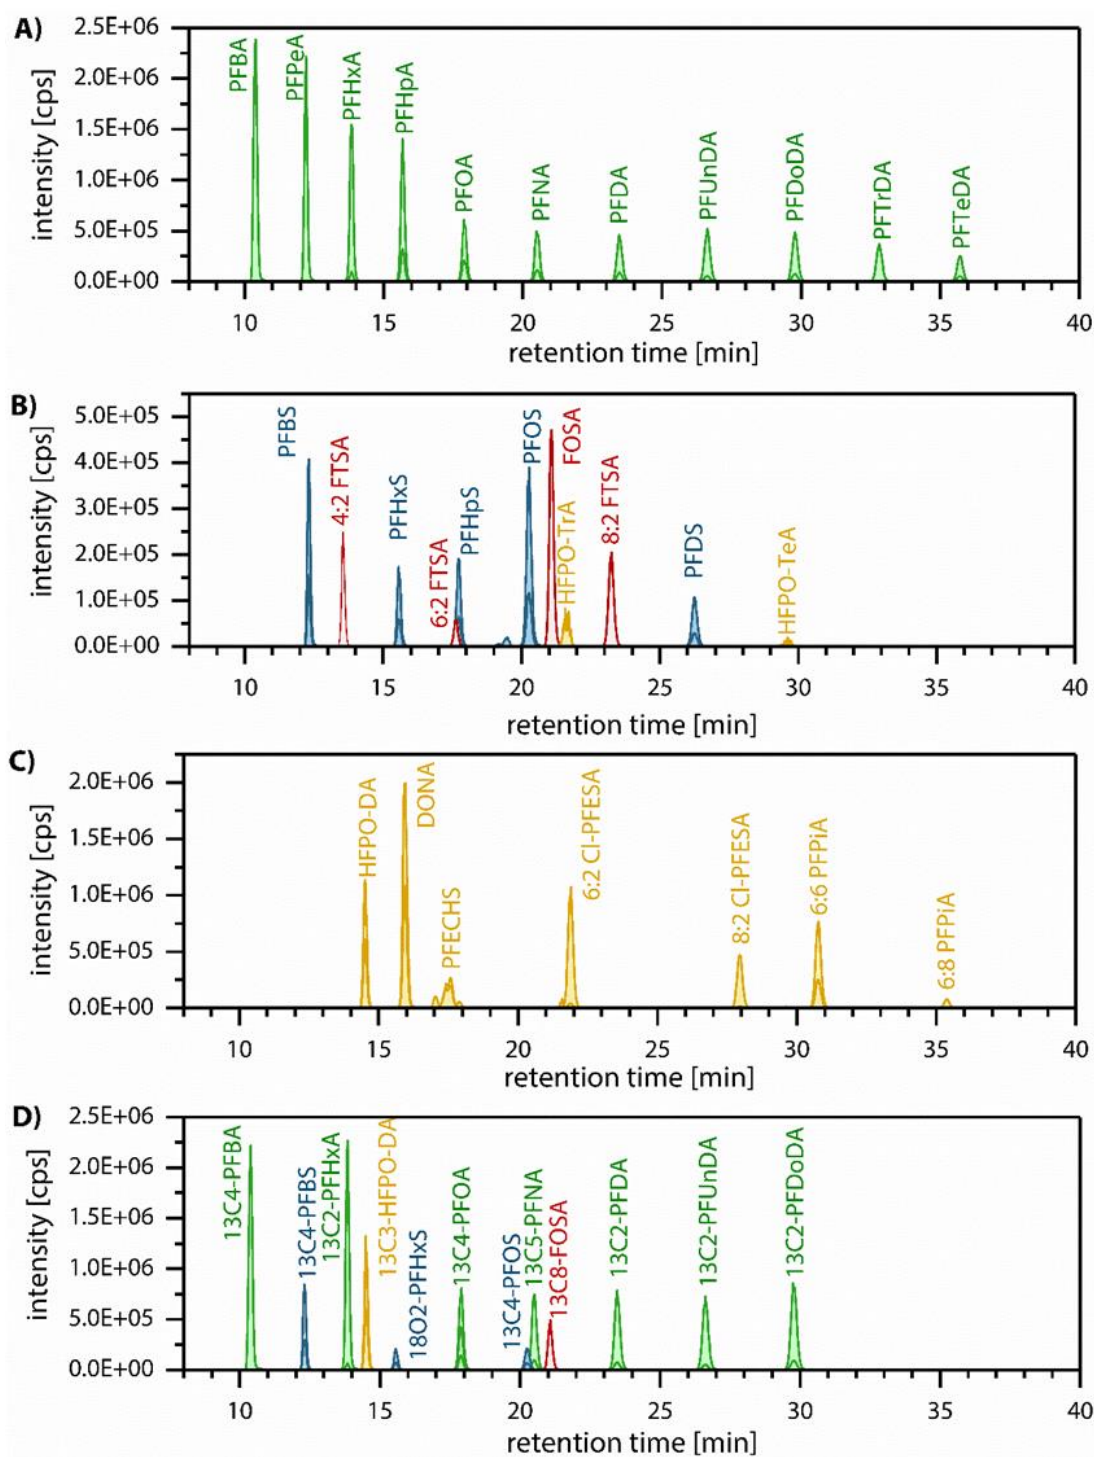 A)
intensity [cps]
2.5E+06
2.0E+06
1.5E+06
1.0E+06
5.0E+05
0.0E+00
PFBA
PFPeA
PFHxA
PFHpA
PFOA
PFNA
PFDA
PFUnDA
PFDoDA
PFTrDA
PFTeDA
10 15 20 25 30 35 40
retention time [min]
B)
intensity [cps]
5.0E+05
4.0E+05
3.0E+05
2.0E+05
1.0E+05
0.0E+00
PFBS
4:2 FTSA
PFHxS
6:2 FTSA
PFHpS
PFOS
FOSA
HFPO-TrA
8:2 FTSA
PFDS
HFPO-TeA
10 15 20 25 30 35 40
retention time [min]
C)
intensity [cps]
2.0E+06
1.5E+06
1.0E+06
5.0E+05
0.0E+00
HFPO-DA
DONA
PFECHS
6:2 Cl-PFESA
8:2 Cl-PFESA
6:6 PFPiA
6:8 PFPiA
10 15 20 25 30 35 40
retention time [min]
D)
intensity [cps]
2.5E+06
2.0E+06
1.5E+06
1.0E+06
5.0E+05
0.0E+00
13C4-PFBA
13C4-PFBS
13C2-PFHxA
13C3-HFPO-DA
18O2-PFHxS
13C4-PFOA
13C4-PFOS
13C5-PFNA
13C8-FOSA
13C2-PFDA
13C2-PFUnDA
13C2-PFDoDA
10 15 20 25 30 35 40
retention time [min]